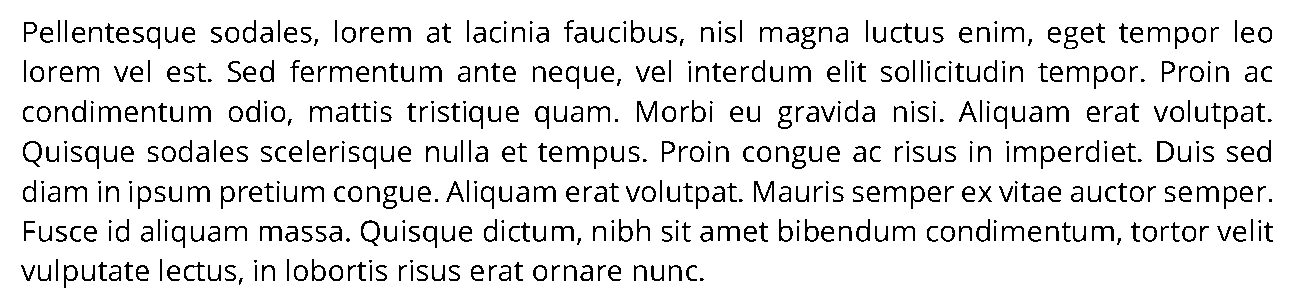 Pellentesque sodales, lorem at lacinia faucibus, nisl magna luctus enim, eget tempor leo
lorem vel est. Sed fermentum ante neque, vel interdum elit sollicitudin tempor. Proin ac
condimentum odio, mattis tristique quam. Morbi eu gravida nisi. Aliquam erat volutpat.
Quisque sodales scelerisque nulla et tempus. Proin congue ac risus in imperdiet. Duis sed
diam in ipsum pretium congue. Aliquam erat volutpat. Mauris semper ex vitae auctor semper.
Fusce id aliquam massa. Quisque dictum, nibh sit amet bibendum condimentum, tortor velit
vulputate lectus, in lobortis risus erat ornare nunc.